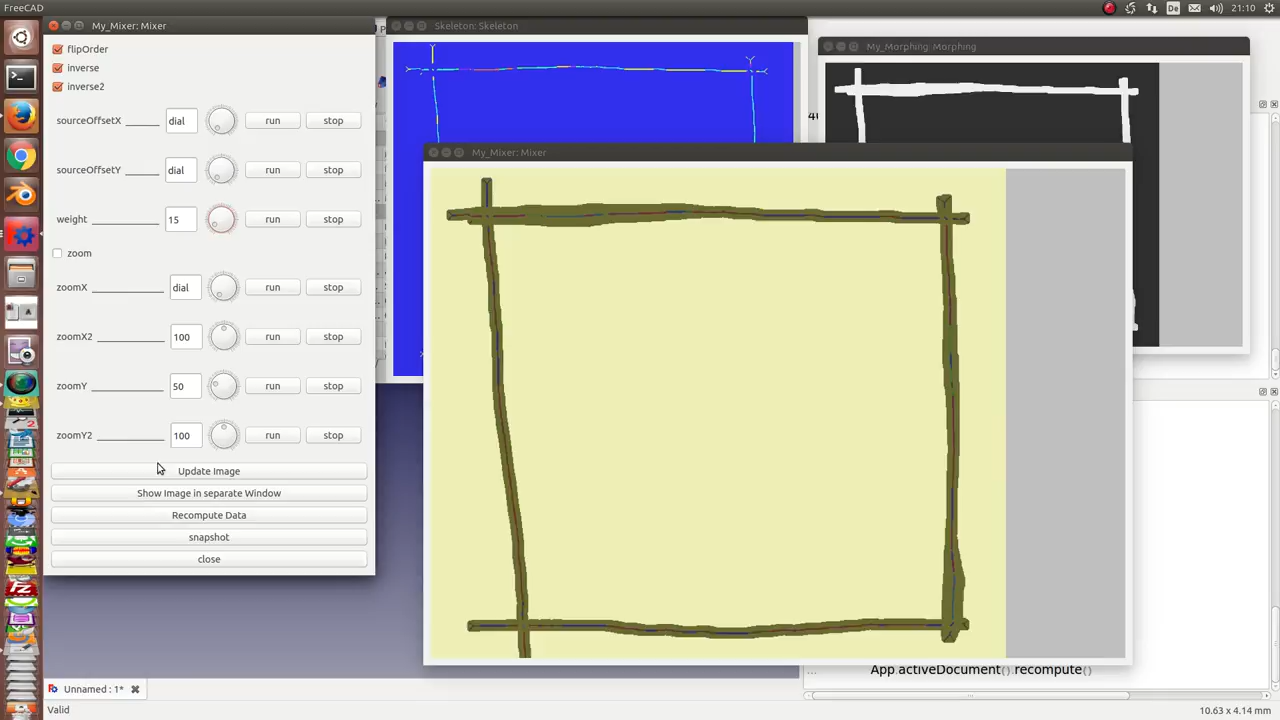 FreeCAD
De
21:10
My_Mixer: Mixer
flipOrder
inverse
inverse2
sourceOffsetX
dial
run
stop
sourceOffsetY
dial
run
stop
weight
15
run
stop
zoom
zoomX
dial
run
stop
zoomX2
100
run
stop
zoomY
50
run
stop
zoomY2
100
run
stop
Update Image
Show Image in separate Window
Recompute Data
snapshot
close
Skeleton: Skeleton
My_Morphing: Morphing
My_Mixer: Mixer
App activeDocument().recompute()
Unnamed : 1*
Valid
10.63 x 4.14 mm